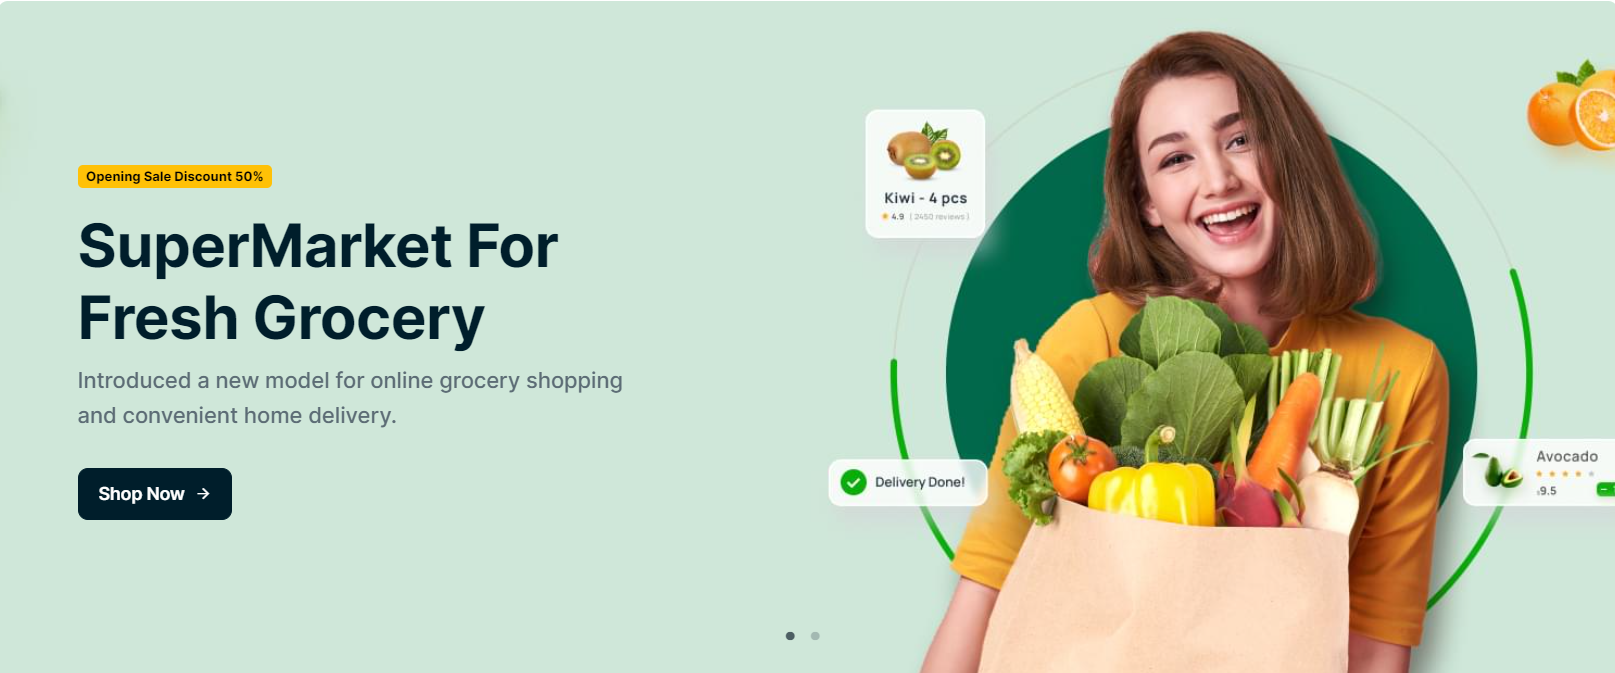 Opening Sale Discount 50%
SuperMarket For
Fresh Grocery
Introduced a new model for online grocery shopping
and convenient home delivery.
Shop Now
Kiwi - 4 pcs
4.9 ( 2450 reviews )
Delivery Done!
Avocado
$9.5